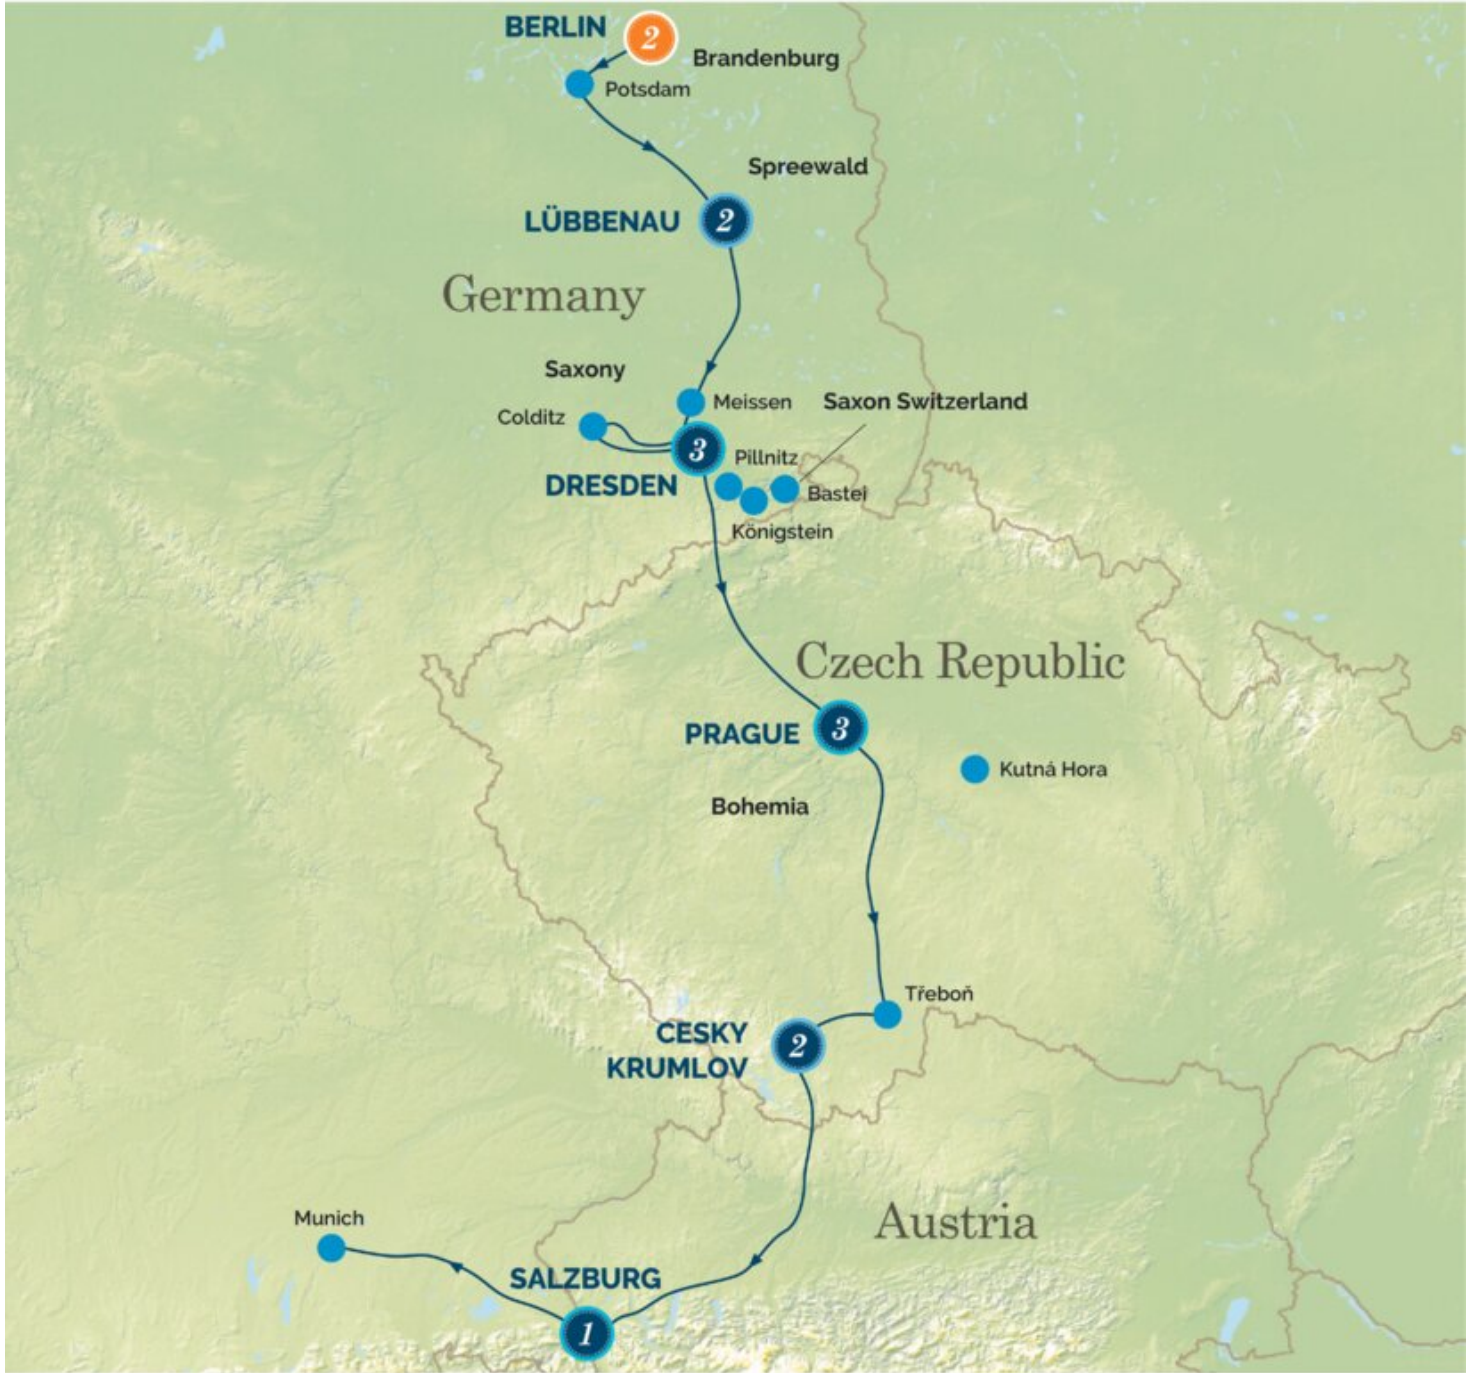 BERLIN
2
Brandenburg
Potsdam
Spreewald
LÜBBENAU
2
Germany
Saxony
Meissen
Saxon Switzerland
Colditz
3
Pillnitz
DRESDEN
Bastei
Königstein
Czech Republic
PRAGUE
3
Kutná Hora
Bohemia
Třeboň
CESKY
KRUMLOV
2
Munich
Austria
SALZBURG
1